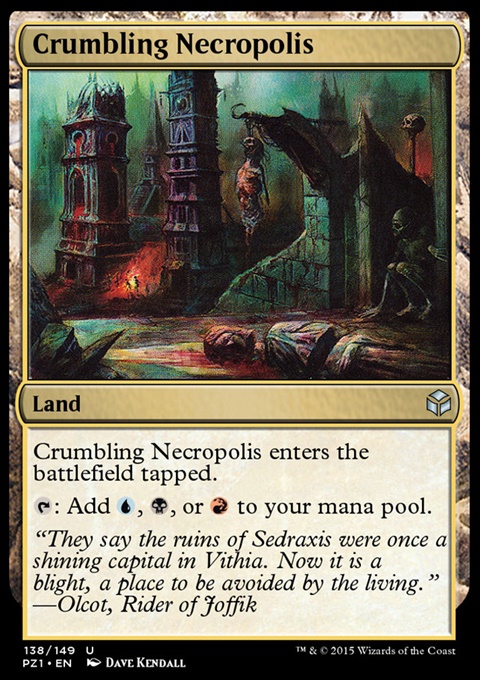 Crumbling Necropolis
Land
Crumbling Necropolis enters the
battlefield tapped.
: Add , , or to your mana pool.
“They say the ruins of Sedraxis were once a
shining capital in Vithia. Now it is a
blight, a place to be avoided by the living.”
—Olcot, Rider of Joffik
138/149 U
PZ1 • EN DAVE KENDALL
™ & © 2015 Wizards of the Coast